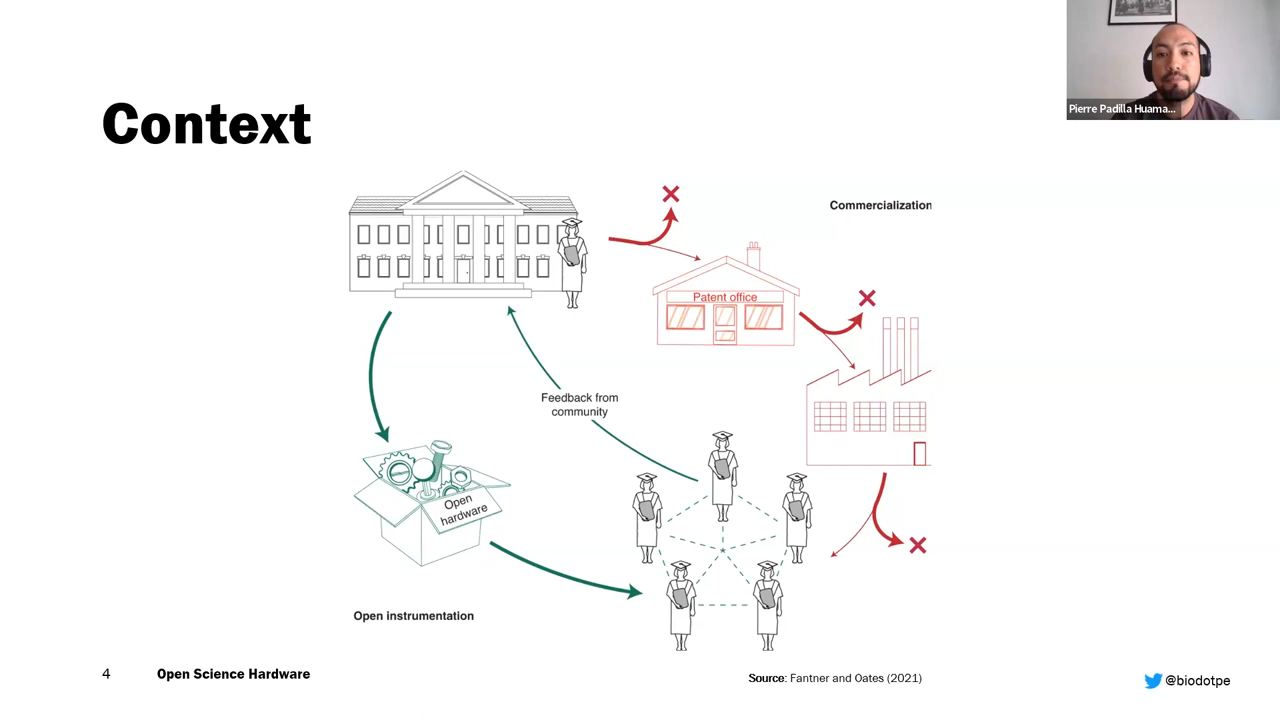 Pierre Padilla Huama...
Context
Commercialization
Patent office
Feedback from
community
Open
hardware
Open instrumentation
4 Open Science Hardware
Source: Fantner and Oates (2021)
@biodotpe